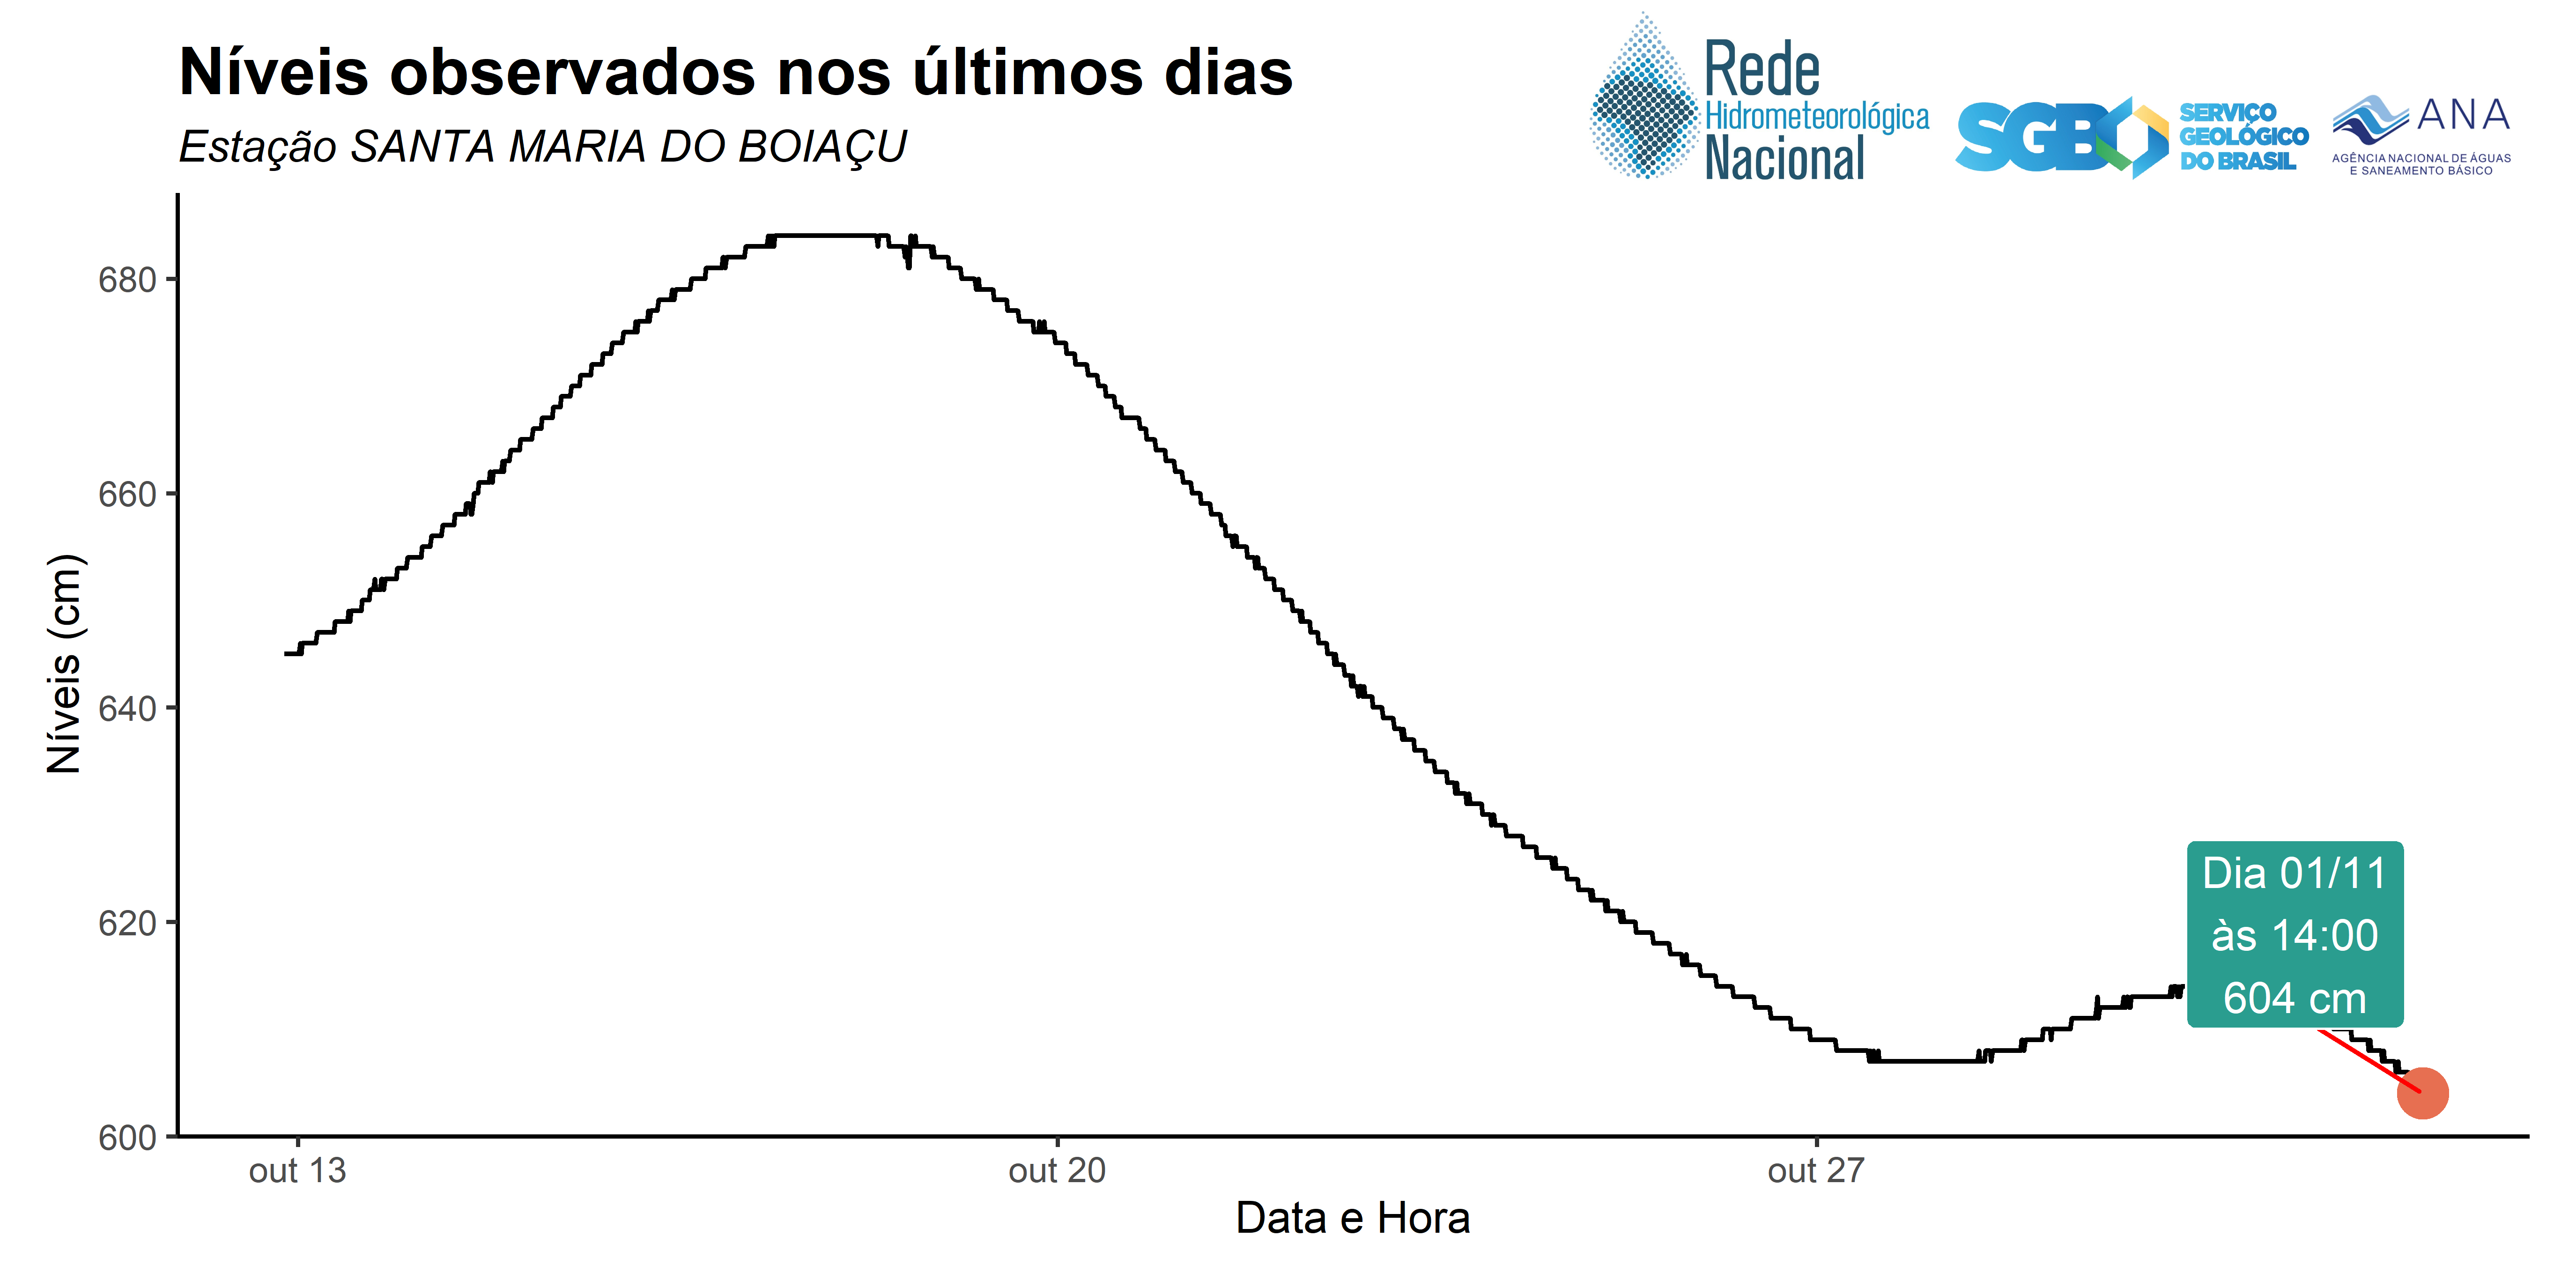 Níveis observados nos últimos dias
Estação SANTA MARIA DO BOIAÇU
Rede
Hidrometeorológica
Nacional
SGB
SERVIÇO
GEOLÓGICO
DO BRASIL
ANA
AGÊNCIA NACIONAL DE ÁGUAS
E SANEAMENTO BÁSICO
Níveis (cm)
680
660
640
620
600
Dia 01/11
às 14:00
604 cm
out 13
out 20
out 27
Data e Hora